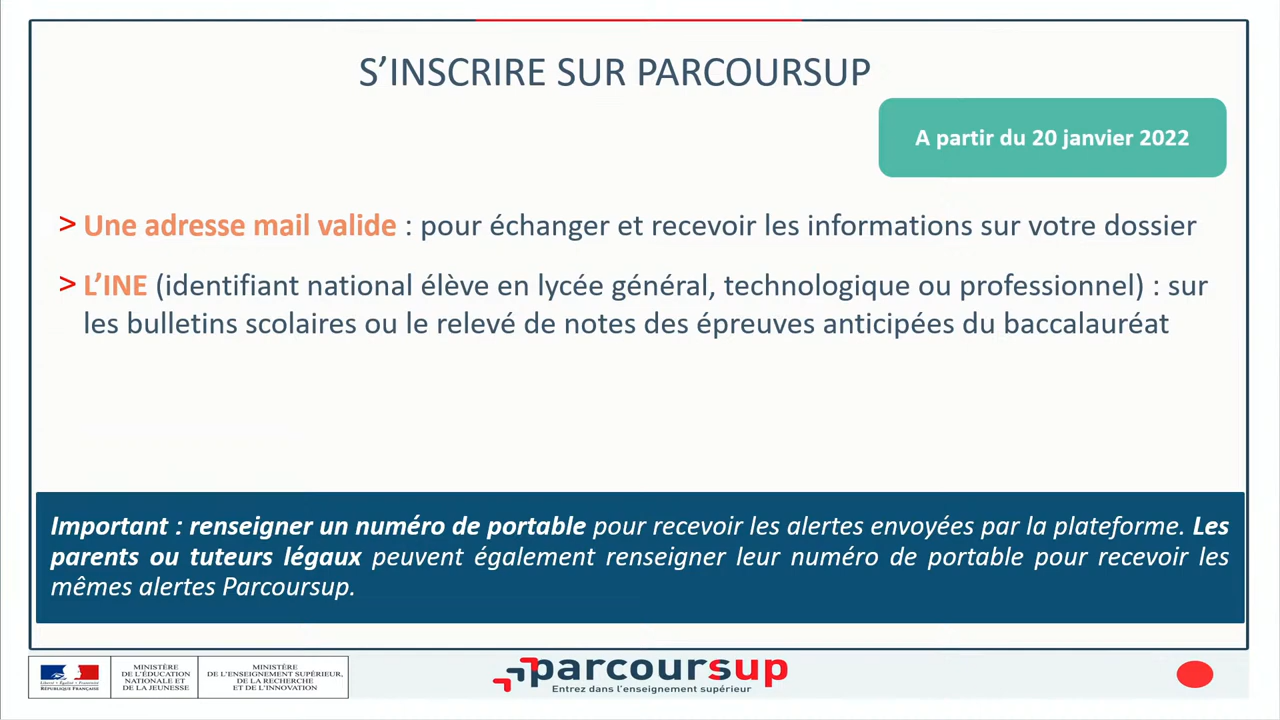 S’INSCRIRE SUR PARCOURSUP
A partir du 20 janvier 2022
> Une adresse mail valide : pour échanger et recevoir les informations sur votre dossier
> L’INE (identifiant national élève en lycée général, technologique ou professionnel) : sur
les bulletins scolaires ou le relevé de notes des épreuves anticipées du baccalauréat
Important : renseigner un numéro de portable pour recevoir les alertes envoyées par la plateforme. Les
parents ou tuteurs légaux peuvent également renseigner leur numéro de portable pour recevoir les
mêmes alertes Parcoursup.
Liberté • Égalité • Fraternité
RÉPUBLIQUE FRANÇAISE
MINISTÈRE
DE L'ÉDUCATION
NATIONALE ET
DE LA JEUNESSE
MINISTÈRE
DE L'ENSEIGNEMENT SUPÉRIEUR,
DE LA RECHERCHE
ET DE L'INNOVATION
parcoursup
Entrez dans l'enseignement supérieur